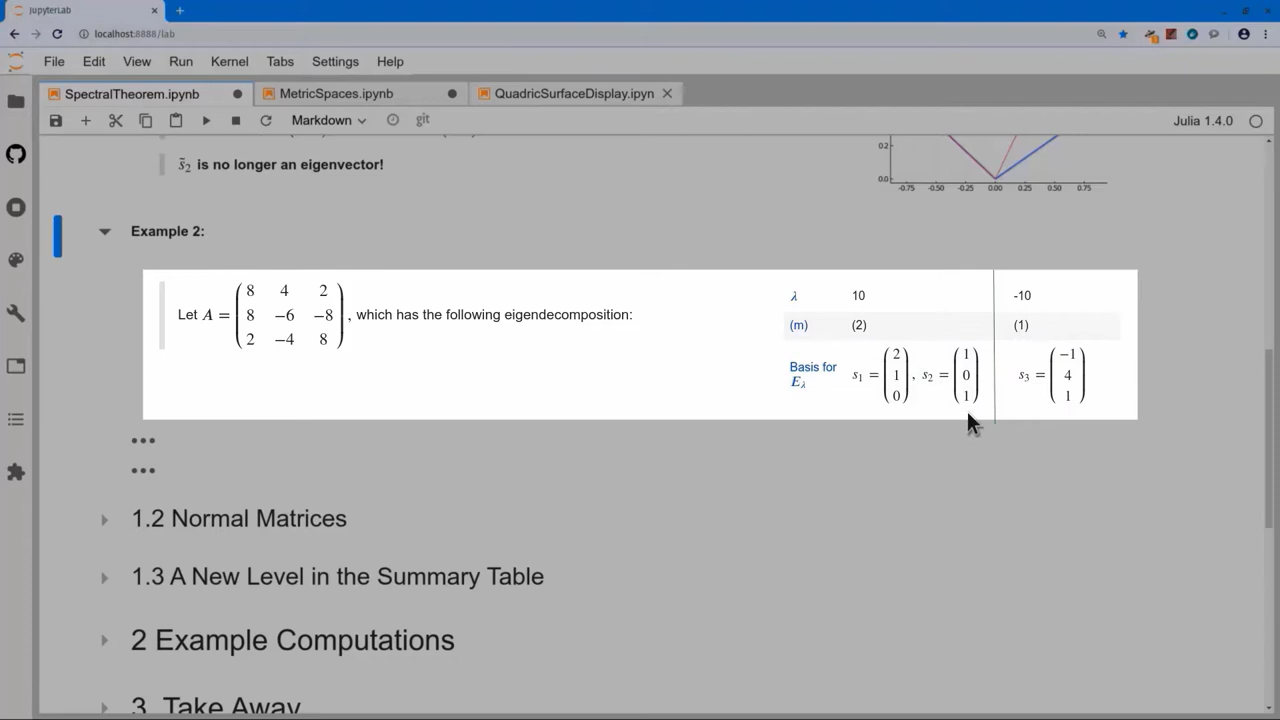 JupyterLab
localhost:8888/lab
File Edit View Run Kernel Tabs Settings Help
SpectralTheorem.ipynb MetricSpaces.ipynb QuadricSurfaceDisplay.ipyn
Markdown git Julia 1.4.0
s̃₂ is no longer an eigenvector!
0.2
0.0
-0.75 -0.50 -0.25 0.00 0.25 0.50 0.75
Example 2:
Let A = ( 8 4 2 ; 8 −6 −8 ; 2 −4 8 ), which has the following eigendecomposition:
λ 10 -10
(m) (2) (1)
Basis for E_λ s₁ = ( 2 1 0 ), s₂ = ( 1 0 1 ) s₃ = ( −1 4 1 )
•••
•••
1.2 Normal Matrices
1.3 A New Level in the Summary Table
2 Example Computations
3 Take Away